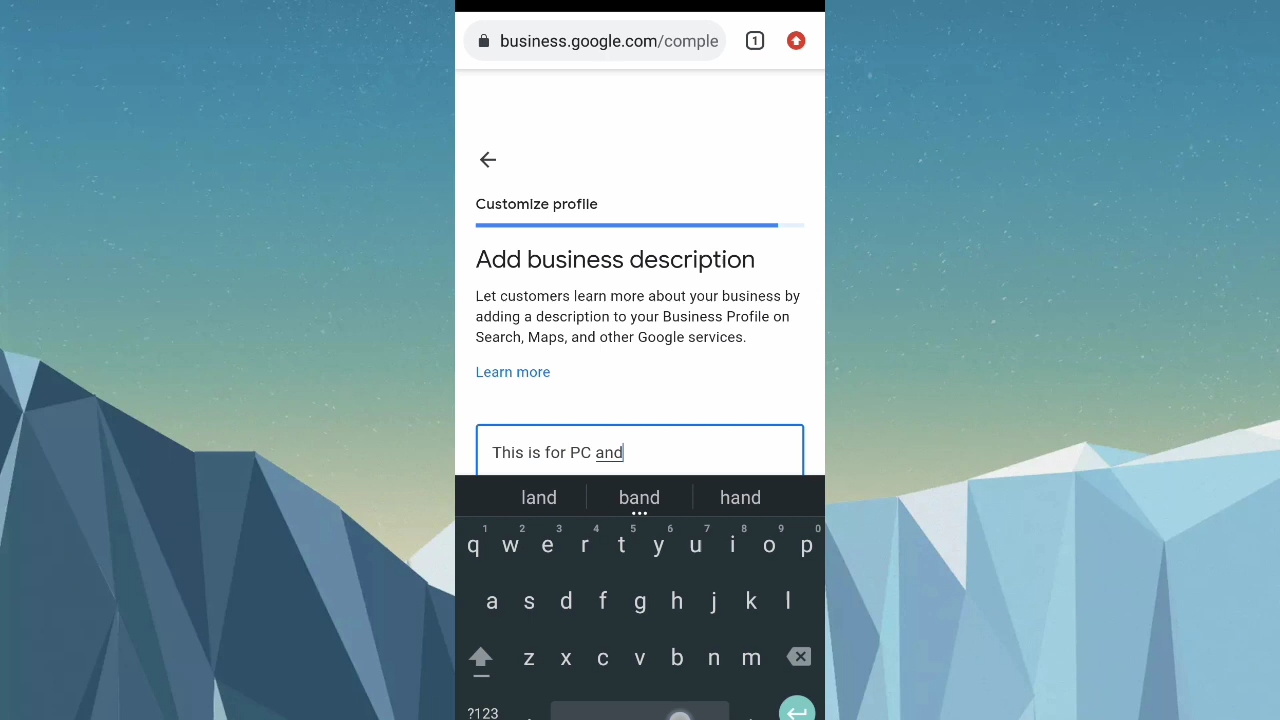 business.google.com/comple
1
Customize profile
Add business description
Let customers learn more about your business by
adding a description to your Business Profile on
Search, Maps, and other Google services.
Learn more
This is for PC and
land band hand
1 2 3 4 5 6 7 8 9 0
q w e r t y u i o p
a s d f g h j k l
z x c v b n m
?123 , .